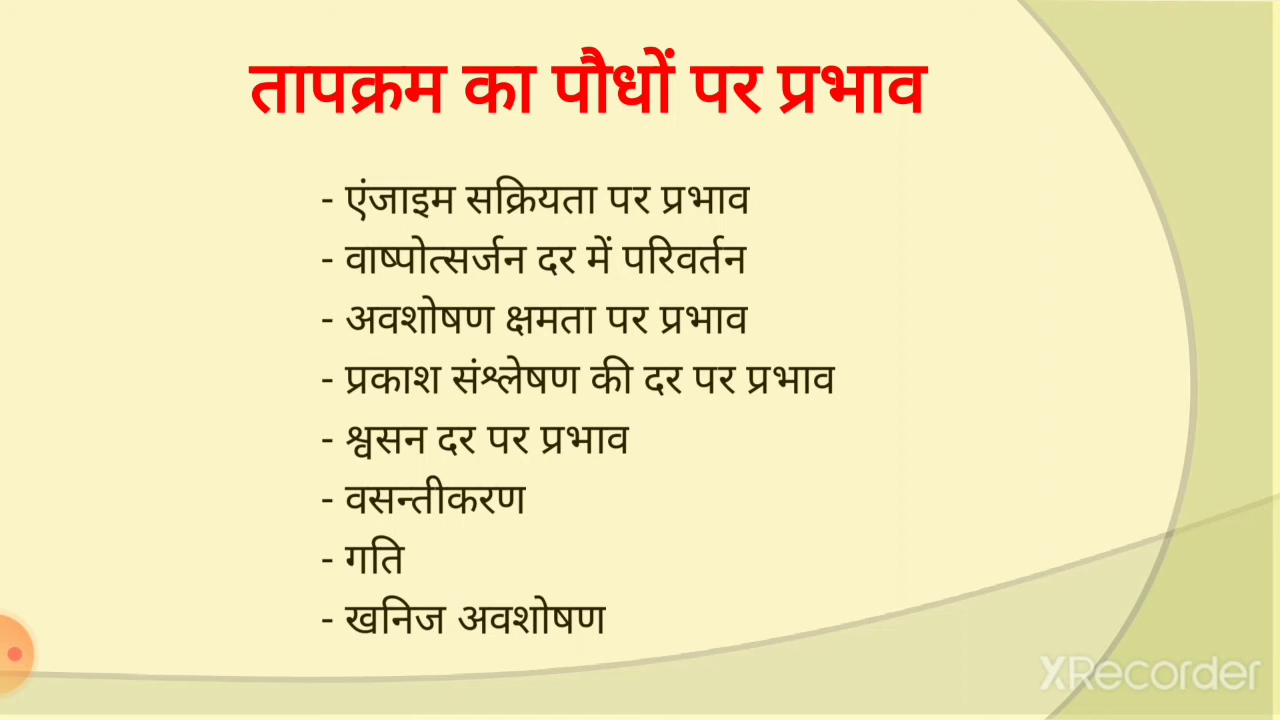 तापक्रम का पौधों पर प्रभाव
- एंजाइम सक्रियता पर प्रभाव
- वाष्पोत्सर्जन दर में परिवर्तन
- अवशोषण क्षमता पर प्रभाव
- प्रकाश संश्लेषण की दर पर प्रभाव
- श्वसन दर पर प्रभाव
- वसन्तीकरण
- गति
- खनिज अवशोषण
XRecorder